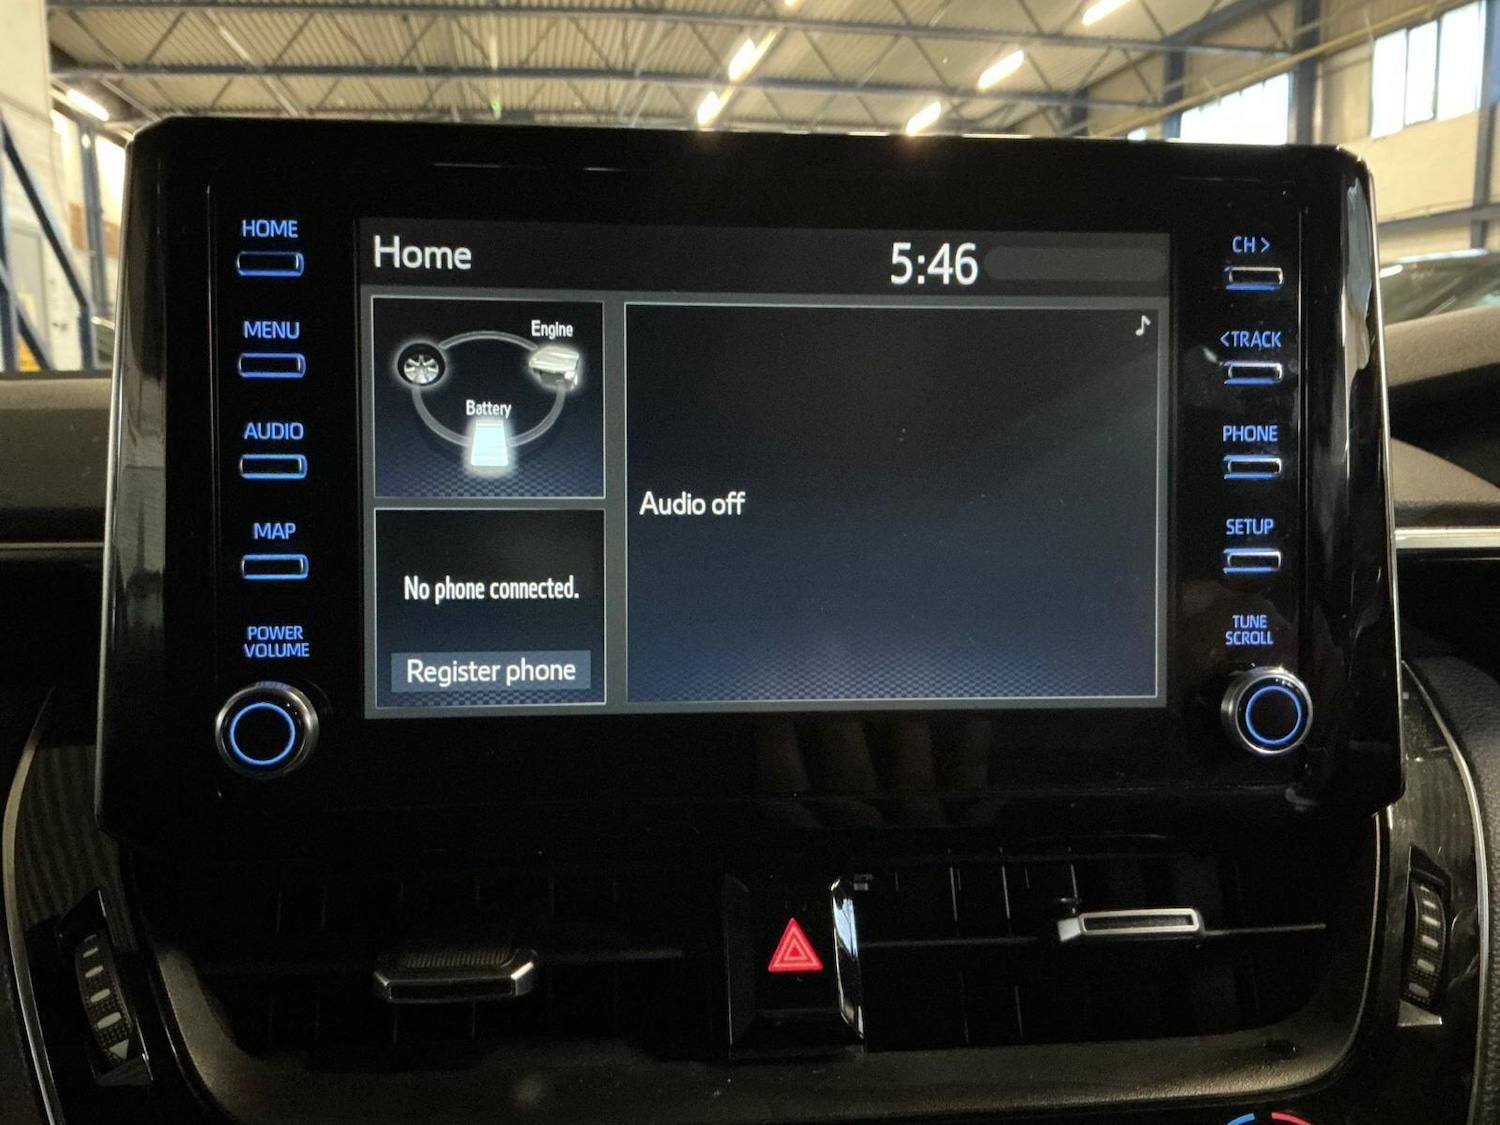 HOME
MENU
AUDIO
MAP
POWER
VOLUME
Home
5:46
Engine
Battery
No phone connected.
Register phone
Audio off
CH >
<TRACK
PHONE
SETUP
TUNE
SCROLL